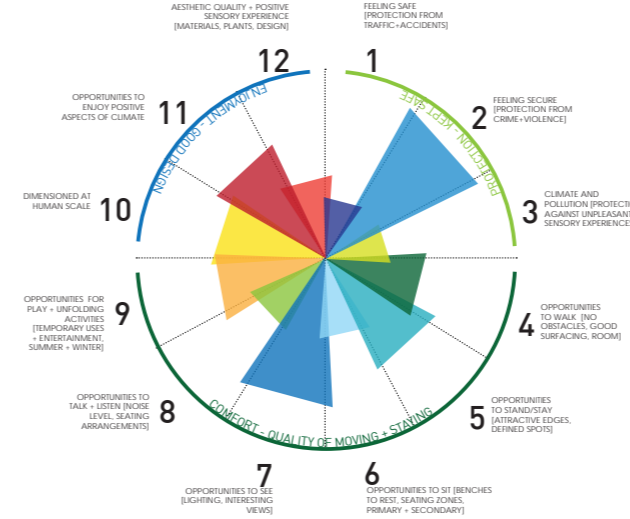 AESTHETIC QUALITY + POSITIVE
SENSORY EXPERIENCE
[MATERIALS, PLANTS, DESIGN]
12
FEELING SAFE
[PROTECTION FROM
TRAFFIC+ACCIDENTS]
1
FEELING SECURE
[PROTECTION FROM
CRIME+VIOLENCE]
2
CLIMATE AND
POLLUTION [PROTECTI
AGAINST UNPLEASANT
SENSORY EXPERIENCE
3
OPPORTUNITIES
TO WALK [NO
OBSTACLES, GOOD
SURFACING, ROOM]
4
OPPORTUNITIES
TO STAND/STAY
[ATTRACTIVE EDGES,
DEFINED SPOTS]
5
6
OPPORTUNITIES TO SIT [BENCHES
TO REST, SEATING ZONES,
PRIMARY + SECONDARY]
7
OPPORTUNITIES TO SEE
[LIGHTING, INTERESTING
VIEWS]
OPPORTUNITIES TO
TALK + LISTEN [NOISE
LEVEL, SEATING
ARRANGEMENTS]
8
OPPORTUNITIES FOR
PLAY + UNFOLDING
ACTIVITIES
[TEMPORARY USES
+ ENTERTAINMENT,
SUMMER + WINTER]
9
DIMENSIONED AT
HUMAN SCALE
10
OPPORTUNITIES TO
ENJOY POSITIVE
ASPECTS OF CLIMATE
11
ENJOYMENT - GOOD DESIGN
PROTECTION - KEPT SAFE
COMFORT - QUALITY OF MOVING + STAYING